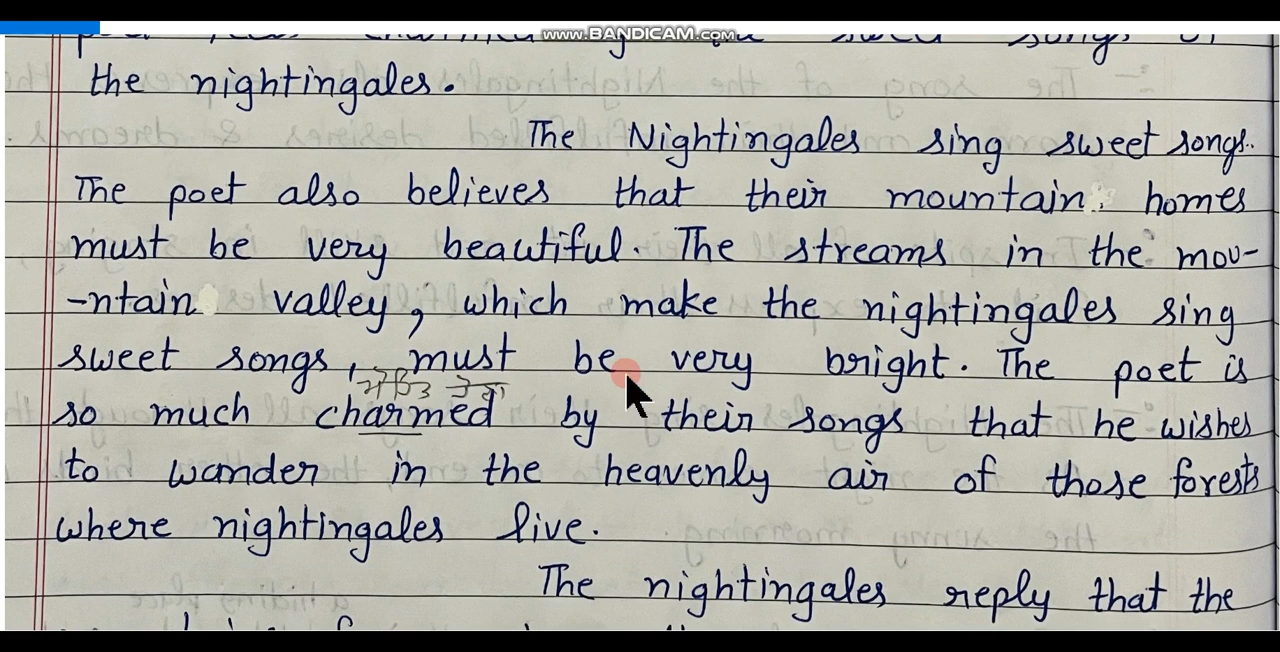 www.BANDICAM.com
the nightingales.
The Nightingales sing sweet songs.
The poet also believes that their mountain homes
must be very beautiful. The streams in the mou-
-ntain valley, which make the nightingales sing
sweet songs, must be very bright. The poet is
so much charmed by their songs that he wishes
to wander in the heavenly air of those forests
where nightingales live.
The nightingales reply that the